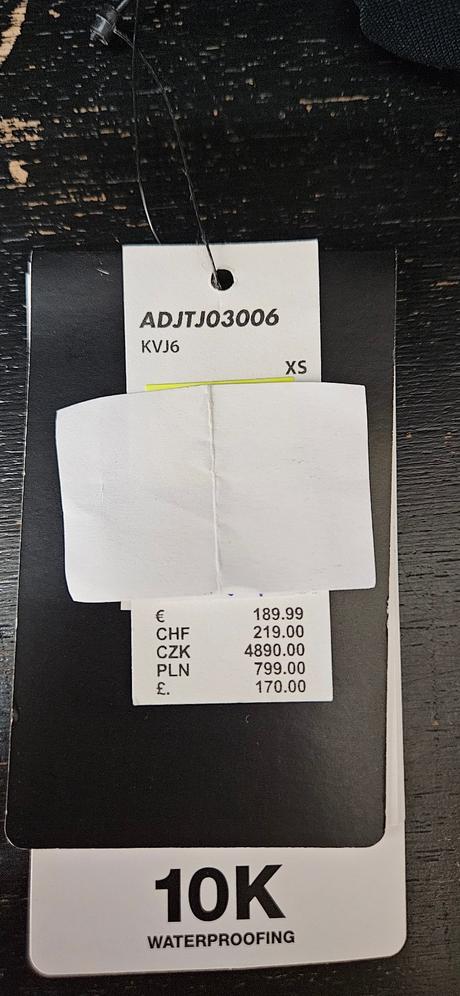 ADJTJ03006
KVJ6
XS
€ 189.99
CHF 219.00
CZK 4890.00
PLN 799.00
£. 170.00
10K
WATERPROOFING